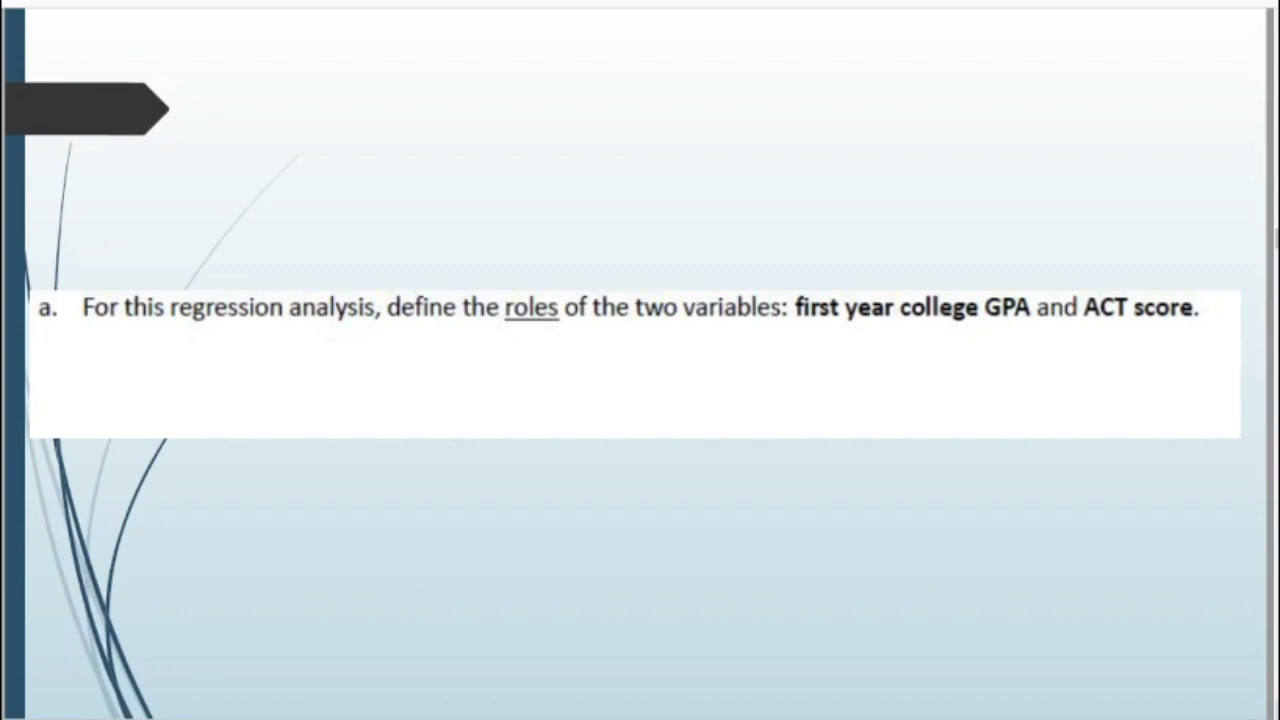 a. For this regression analysis, define the roles of the two variables: first year college GPA and ACT score.